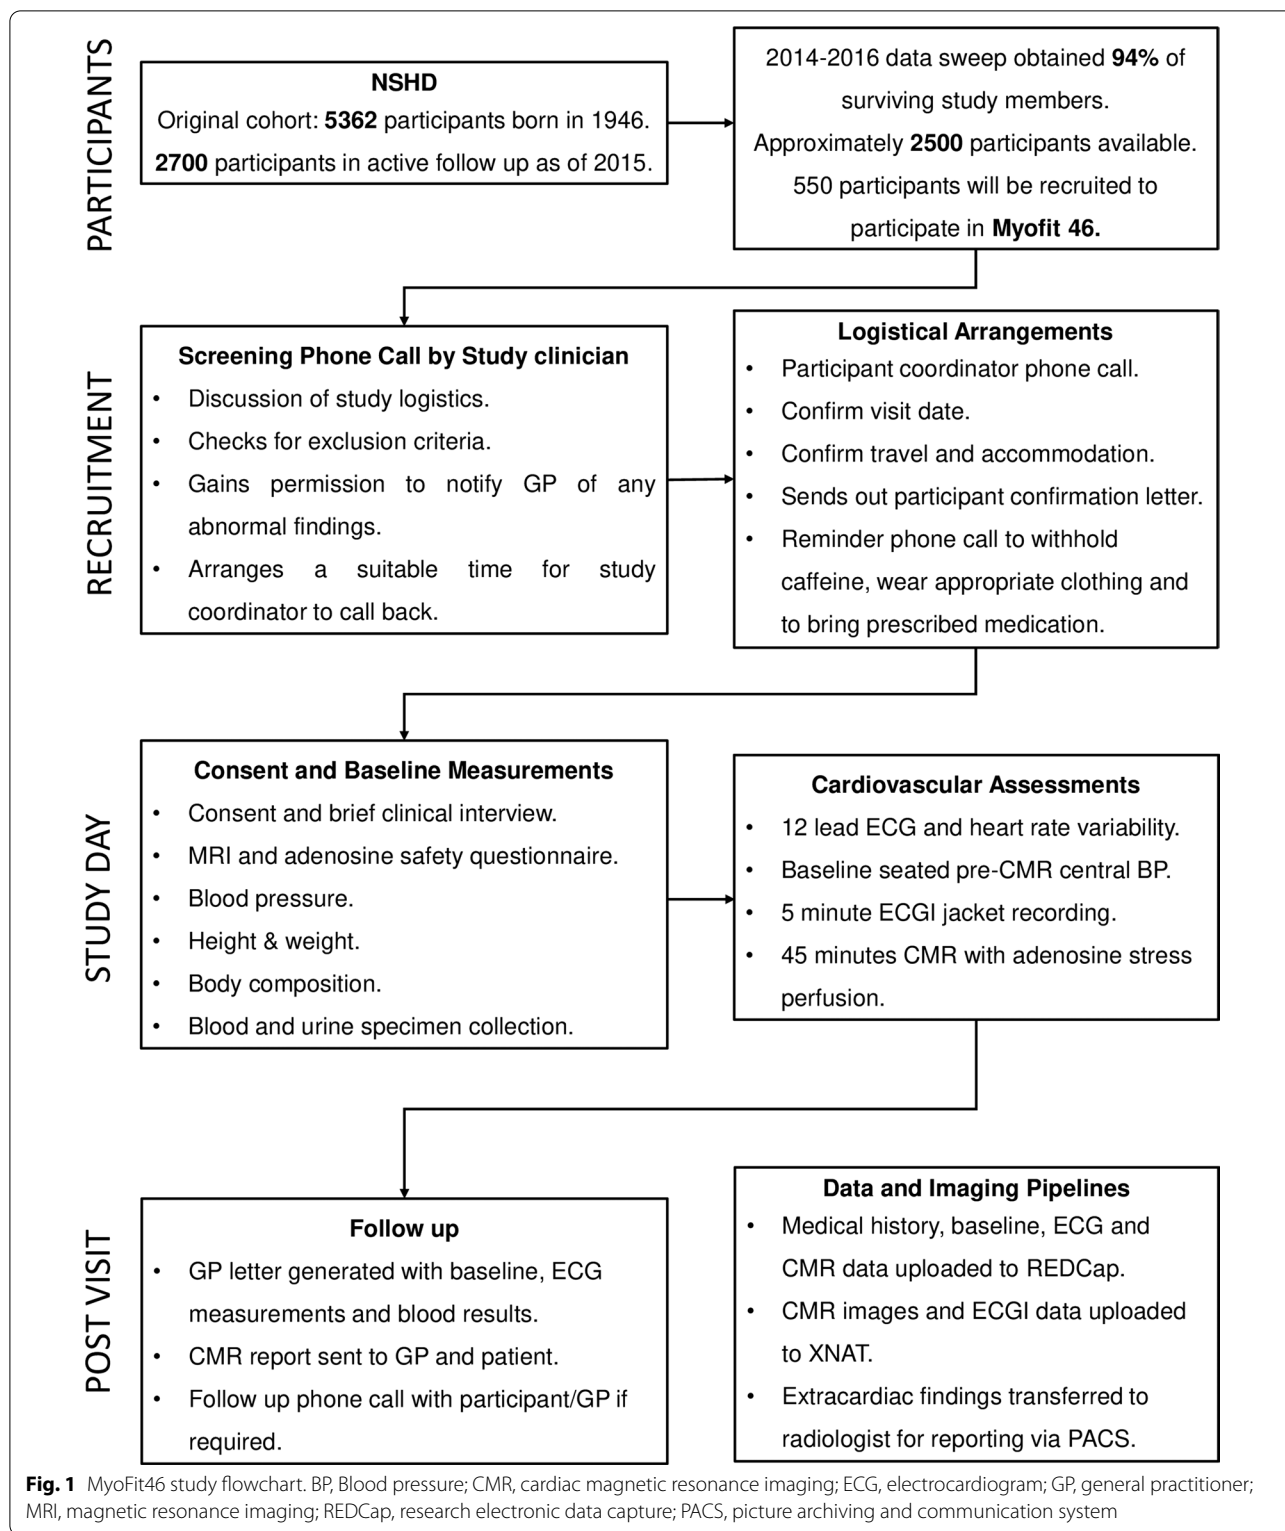 PARTICIPANTS
NSHD
Original cohort: 5362 participants born in 1946.
2700 participants in active follow up as of 2015.
2014-2016 data sweep obtained 94% of
surviving study members.
Approximately 2500 participants available.
550 participants will be recruited to
participate in Myofit 46.
RECRUITMENT
Screening Phone Call by Study clinician
• Discussion of study logistics.
• Checks for exclusion criteria.
• Gains permission to notify GP of any
abnormal findings.
• Arranges a suitable time for study
coordinator to call back.
Logistical Arrangements
• Participant coordinator phone call.
• Confirm visit date.
• Confirm travel and accommodation.
• Sends out participant confirmation letter.
• Reminder phone call to withhold
caffeine, wear appropriate clothing and
to bring prescribed medication.
STUDY DAY
Consent and Baseline Measurements
• Consent and brief clinical interview.
• MRI and adenosine safety questionnaire.
• Blood pressure.
• Height & weight.
• Body composition.
• Blood and urine specimen collection.
Cardiovascular Assessments
• 12 lead ECG and heart rate variability.
• Baseline seated pre-CMR central BP.
• 5 minute ECGI jacket recording.
• 45 minutes CMR with adenosine stress
perfusion.
POST VISIT
Follow up
• GP letter generated with baseline, ECG
measurements and blood results.
• CMR report sent to GP and patient.
• Follow up phone call with participant/GP if
required.
Data and Imaging Pipelines
• Medical history, baseline, ECG and
CMR data uploaded to REDCap.
• CMR images and ECGI data uploaded
to XNAT.
• Extracardiac findings transferred to
radiologist for reporting via PACS.
Fig. 1 MyoFit46 study flowchart. BP, Blood pressure; CMR, cardiac magnetic resonance imaging; ECG, electrocardiogram; GP, general practitioner;
MRI, magnetic resonance imaging; REDCap, research electronic data capture; PACS, picture archiving and communication system